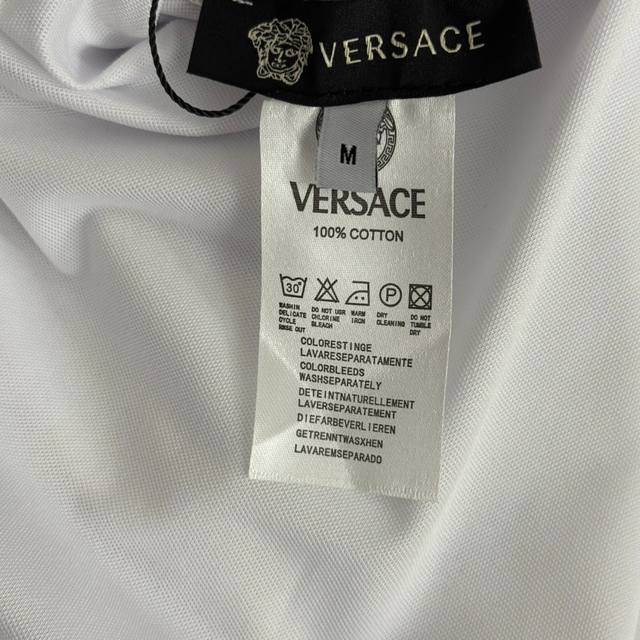 VERSACE
M
VERSACE
100% COTTON
30°
P
WASHIN DELICATE CYCLE RINSE OUT
DO NOT USR CHLORINE BLEACH
WARM IRON
DRY CLEANING
DO NOT TUMBLE DRY
COLORESTINGE
LAVARESEPARATAMENTE
COLORBLEEDS
WASHSEPARATELY
DETEINTNATURELLEMENT
LAVERSEPARATEMENT
DIEFARBEVERLIEREN
GETRENNTWASXHEN
LAVAREMSEPARADO